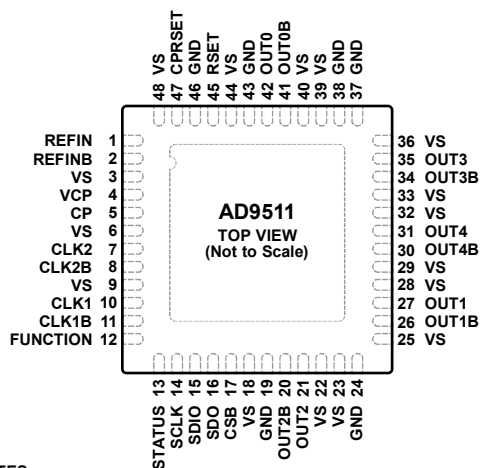 48 VS
47 CPRSET
46 GND
45 RSET
44 VS
43 GND
42 OUT0
41 OUT0B
40 VS
39 VS
38 GND
37 GND
REFIN 1
REFINB 2
VS 3
VCP 4
CP 5
VS 6
CLK2 7
CLK2B 8
VS 9
CLK1 10
CLK1B 11
FUNCTION 12
AD9511
TOP VIEW
(Not to Scale)
36 VS
35 OUT3
34 OUT3B
33 VS
32 VS
31 OUT4
30 OUT4B
29 VS
28 VS
27 OUT1
26 OUT1B
25 VS
STATUS 13
SCLK 14
SDIO 15
SDO 16
CSB 17
VS 18
GND 19
OUT2B 20
OUT2 21
VS 22
VS 23
GND 24